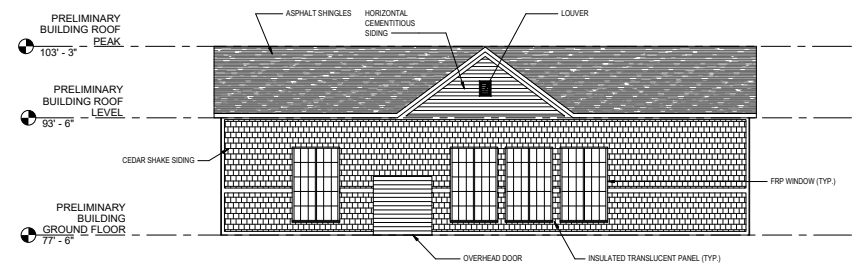 PRELIMINARY
BUILDING ROOF
PEAK
103' - 3"
ASPHALT SHINGLES
HORIZONTAL
CEMENTITIOUS
SIDING
LOUVER
PRELIMINARY
BUILDING ROOF
LEVEL
93' - 6"
CEDAR SHAKE SIDING
FRP WINDOW (TYP.)
PRELIMINARY
BUILDING
GROUND FLOOR
77' - 6"
OVERHEAD DOOR
INSULATED TRANSLUCENT PANEL (TYP.)